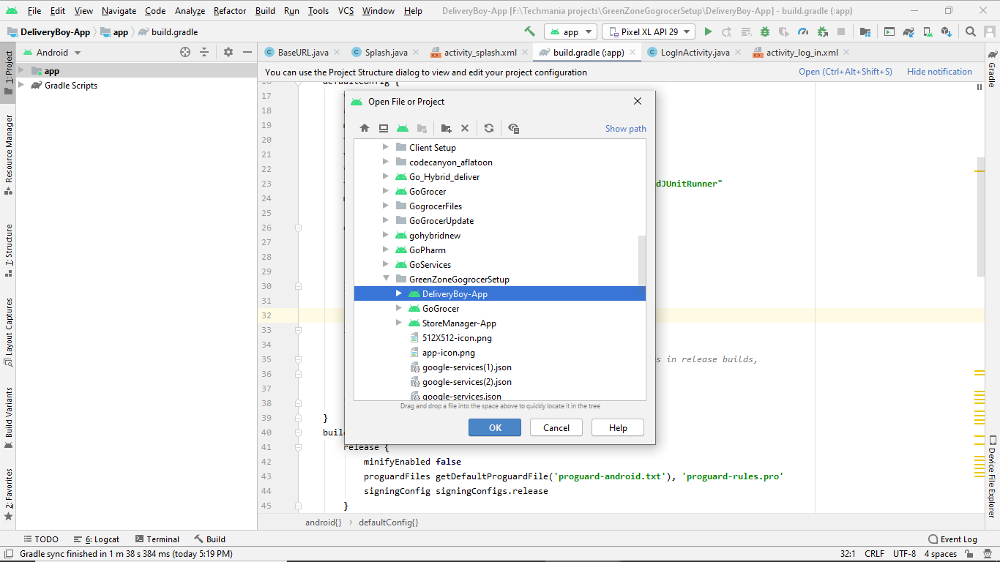 File Edit View Navigate Code Analyze Refactor Build Run Tools VCS Window Help DeliveryBoy-App [F:\Techmania projects\GreenZoneGogrocerSetup\DeliveryBoy-App] - build.gradle (:app)
DeliveryBoy-App app build.gradle app Pixel XL API 29
Android BaseURL.java Splash.java activity_splash.xml build.gradle (:app) LogInActivity.java activity_log_in.xml
app
Gradle Scripts
You can use the Project Structure dialog to view and edit your project configuration Open (Ctrl+Alt+Shift+S) Hide notification
1: Project
Resource Manager
7: Structure
Layout Captures
Build Variants
2: Favorites
Gradle
Device File Explorer
defaultConfig {
17
18
19
20
21
22
23 dJUnitRunner"
24
25
26
27
28
29
30
31
32
33
34
35 s in release builds,
36
37
38
39 }
40 buil
41 release {
42 minifyEnabled false
43 proguardFiles getDefaultProguardFile('proguard-android.txt'), 'proguard-rules.pro'
44 signingConfig signingConfigs.release
45 }
Open File or Project
Show path
Client Setup
codecanyon_aflatoon
Go_Hybrid_deliver
GoGrocer
GogrocerFiles
GoGrocerUpdate
gohybridnew
GoPharm
GoServices
GreenZoneGogrocerSetup
DeliveryBoy-App
GoGrocer
StoreManager-App
512X512-icon.png
app-icon.png
google-services(1).json
google-services(2).json
google-services.json
Drag and drop a file into the space above to quickly locate it in the tree
OK Cancel Help
android{} › defaultConfig{}
TODO 6: Logcat Terminal Build Event Log
Gradle sync finished in 1 m 38 s 384 ms (today 5:19 PM) 32:1 CRLF UTF-8 4 spaces